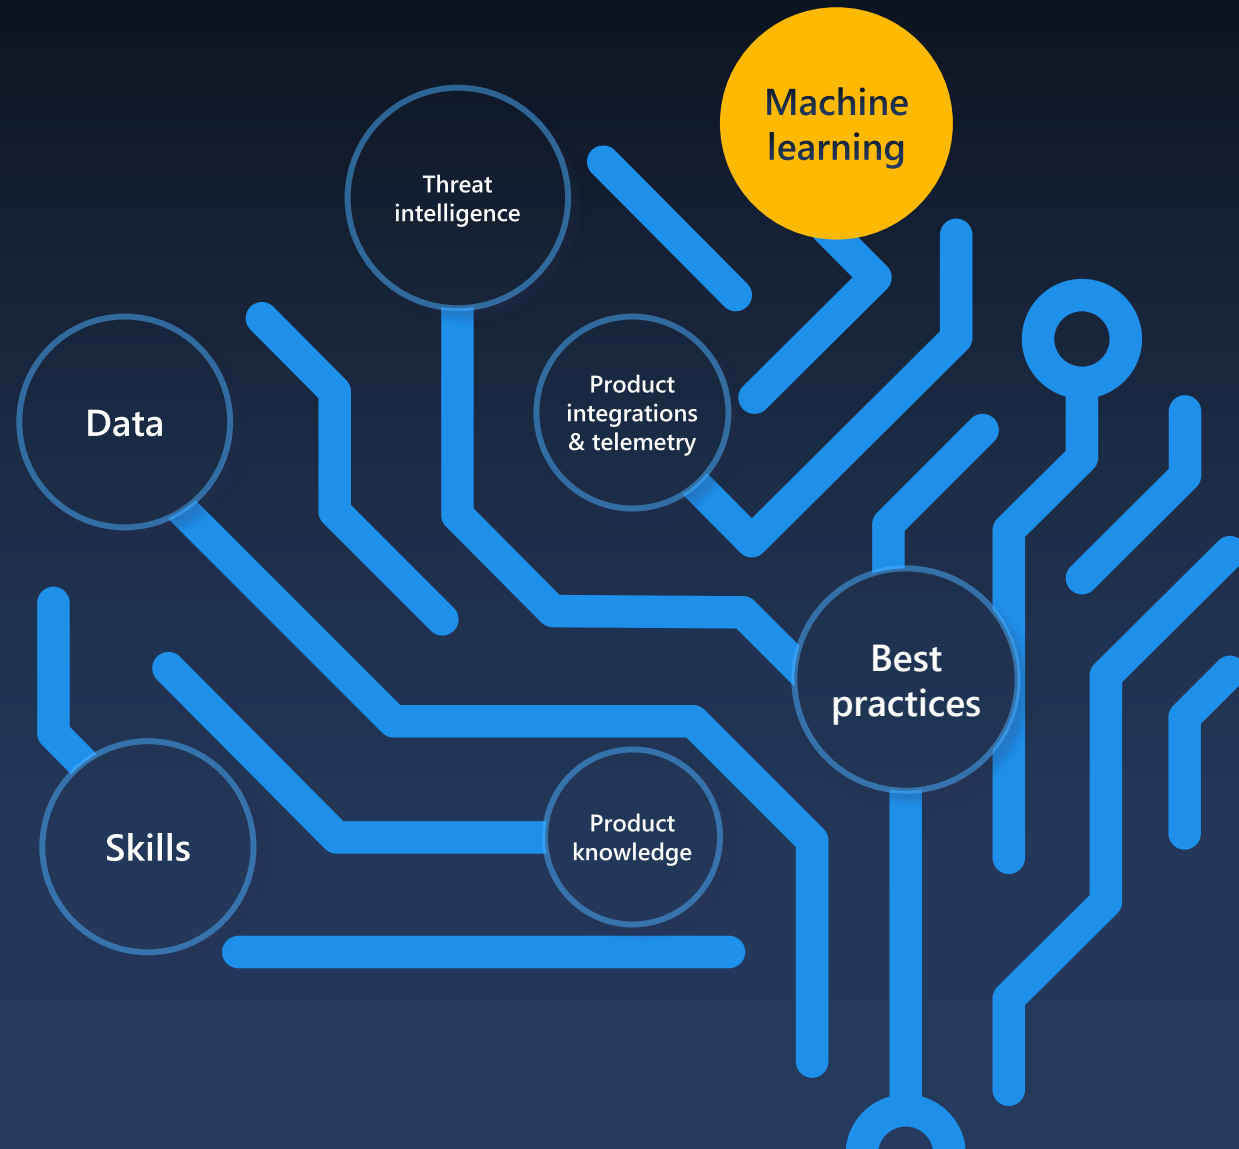 Machine
learning
Threat
intelligence
Product
integrations
& telemetry
Data
Best
practices
Product
knowledge
Skills